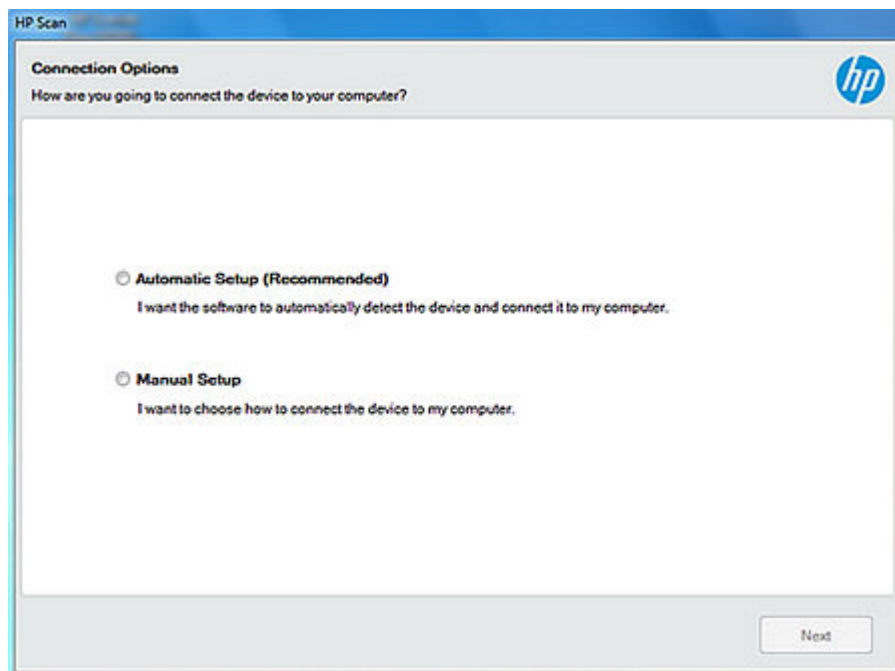 HP Scan
Connection Options
How are you going to connect the device to your computer?
hp
Automatic Setup (Recommended)
I want the software to automatically detect the device and connect it to my computer.
Manual Setup
I want to choose how to connect the device to my computer.
Next